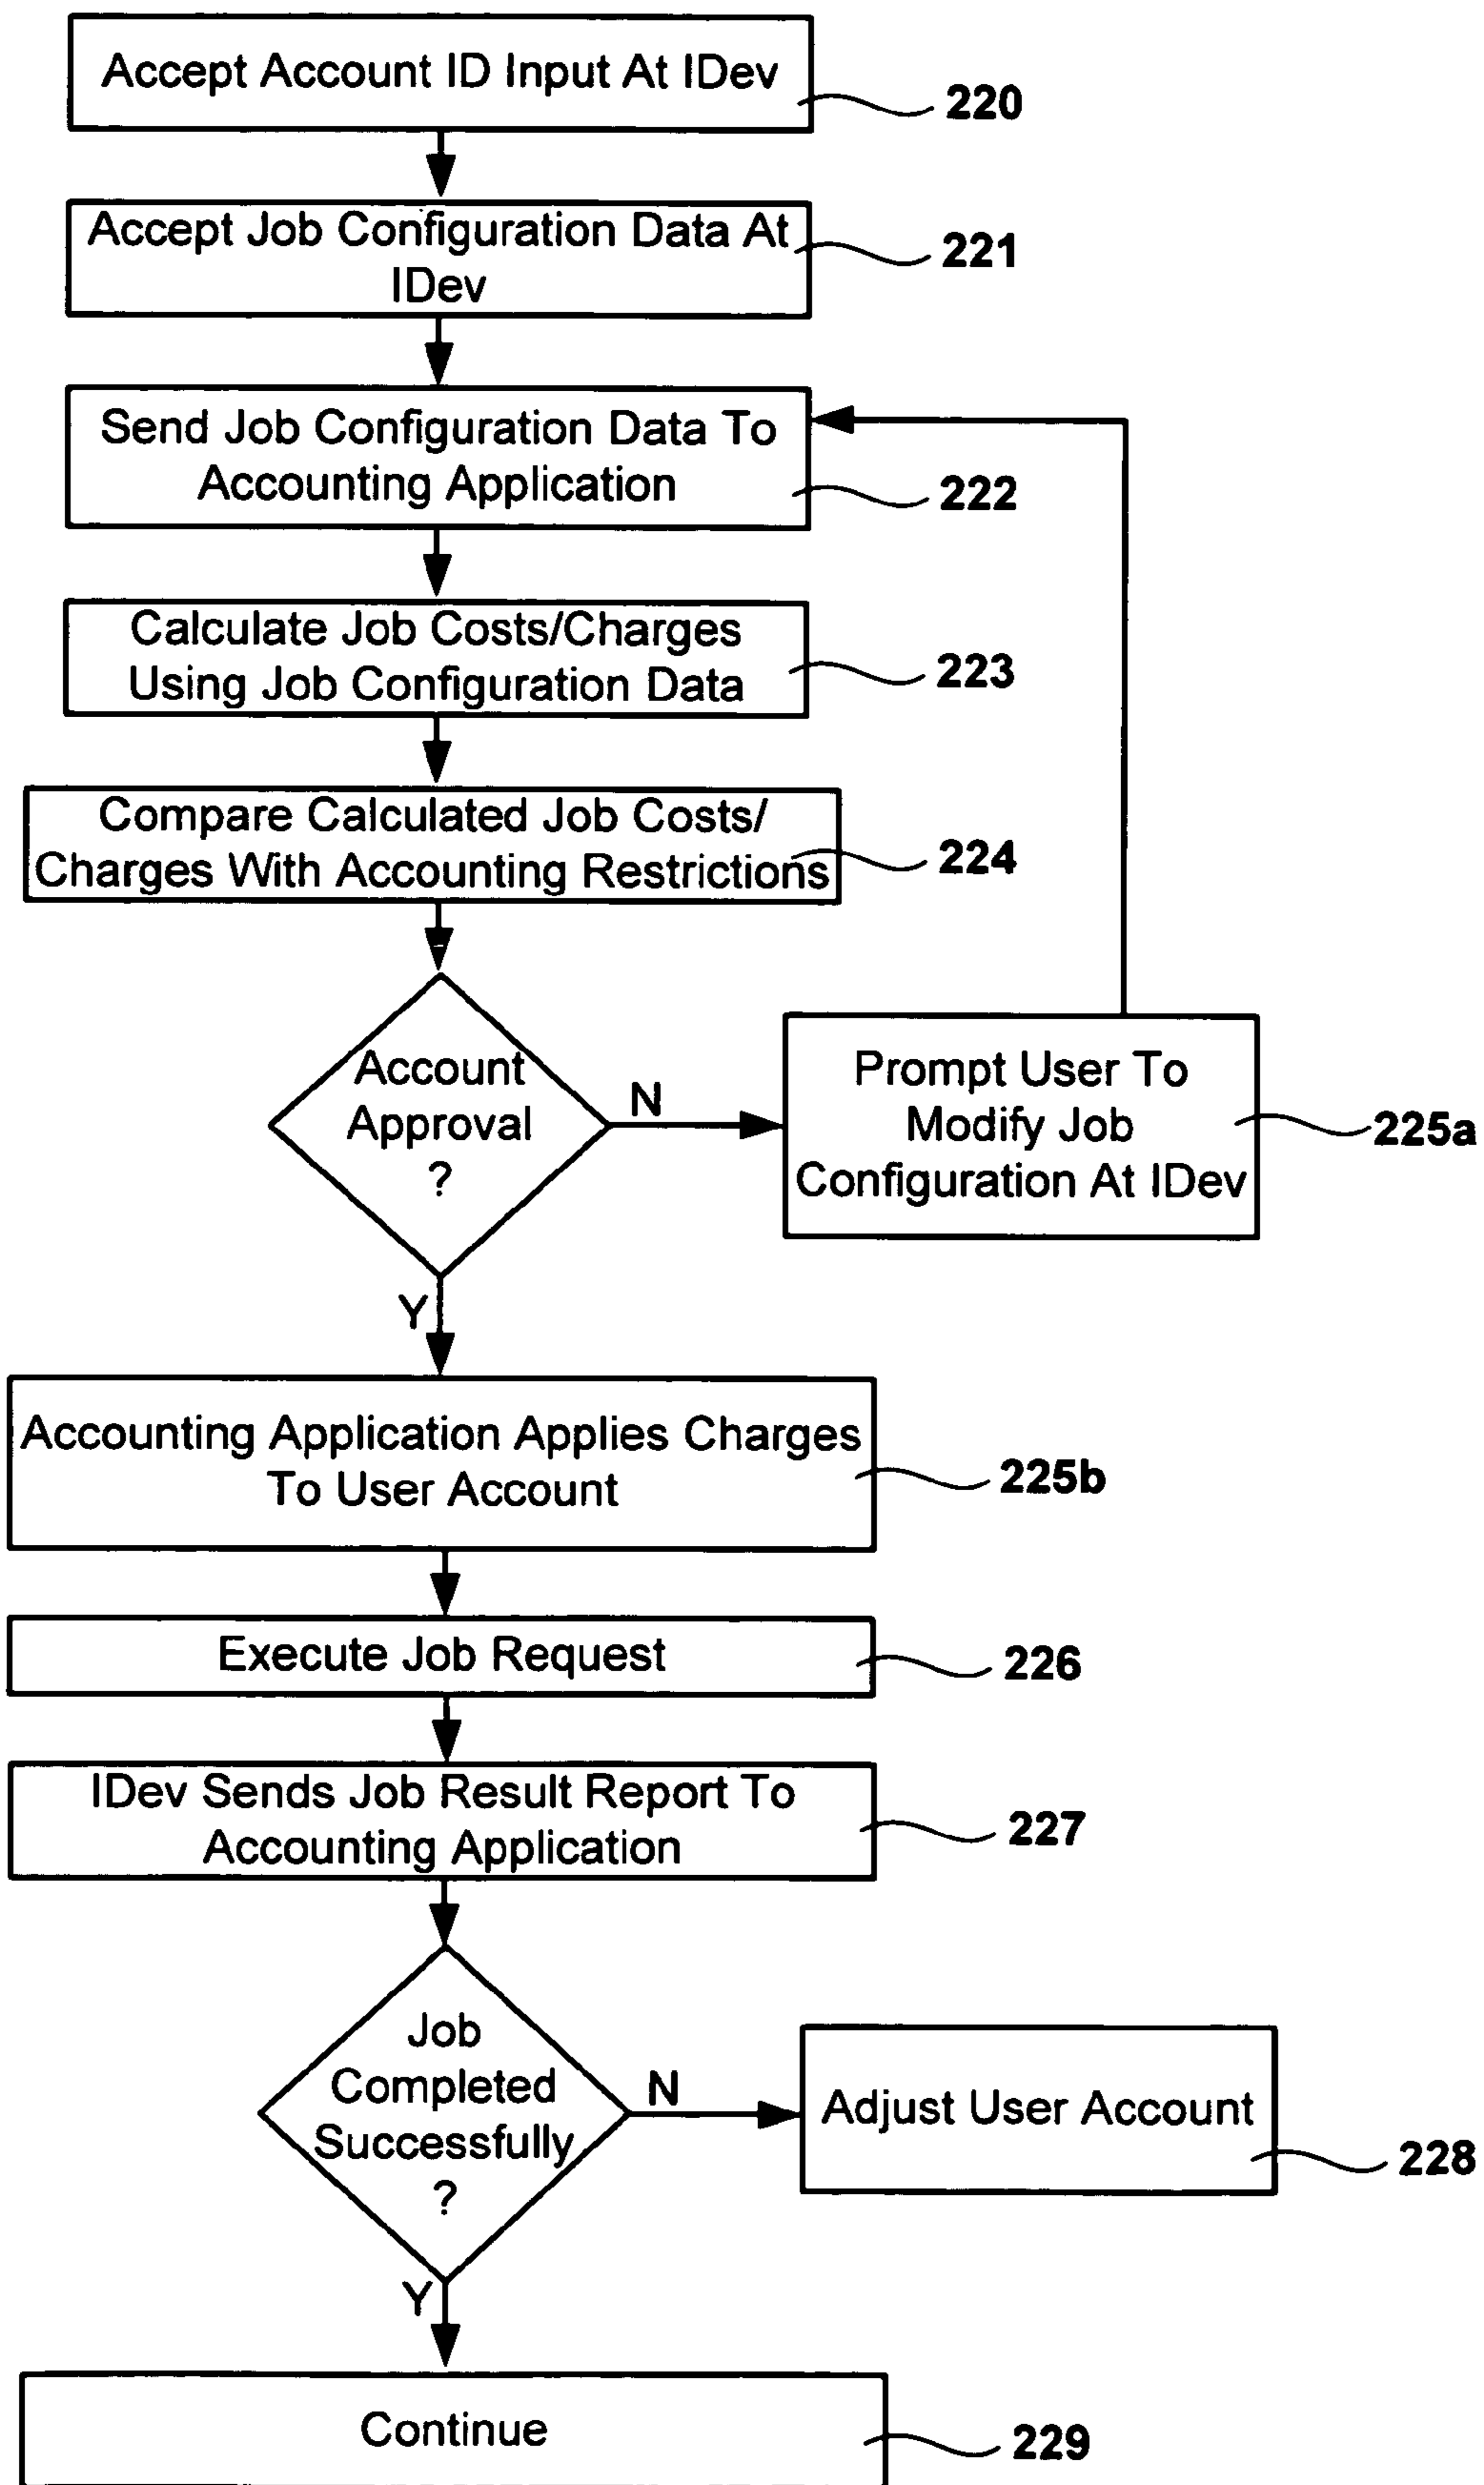 Accept Account ID Input At IDev
220
Accept Job Configuration Data At
IDev
221
Send Job Configuration Data To
Accounting Application
222
Calculate Job Costs/Charges
Using Job Configuration Data
223
Compare Calculated Job Costs/
Charges With Accounting Restrictions
224
Account
Approval
?
N
Prompt User To
Modify Job
Configuration At IDev
225a
Y
Accounting Application Applies Charges
To User Account
225b
Execute Job Request
226
IDev Sends Job Result Report To
Accounting Application
227
Job
Completed
Successfully
?
N
Adjust User Account
228
Y
Continue
229